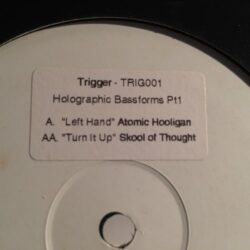 Trigger - TRIG001
Holographic Bassforms Pt1
A. "Left Hand" Atomic Hooligan
AA. "Turn It Up" Skool of Thought